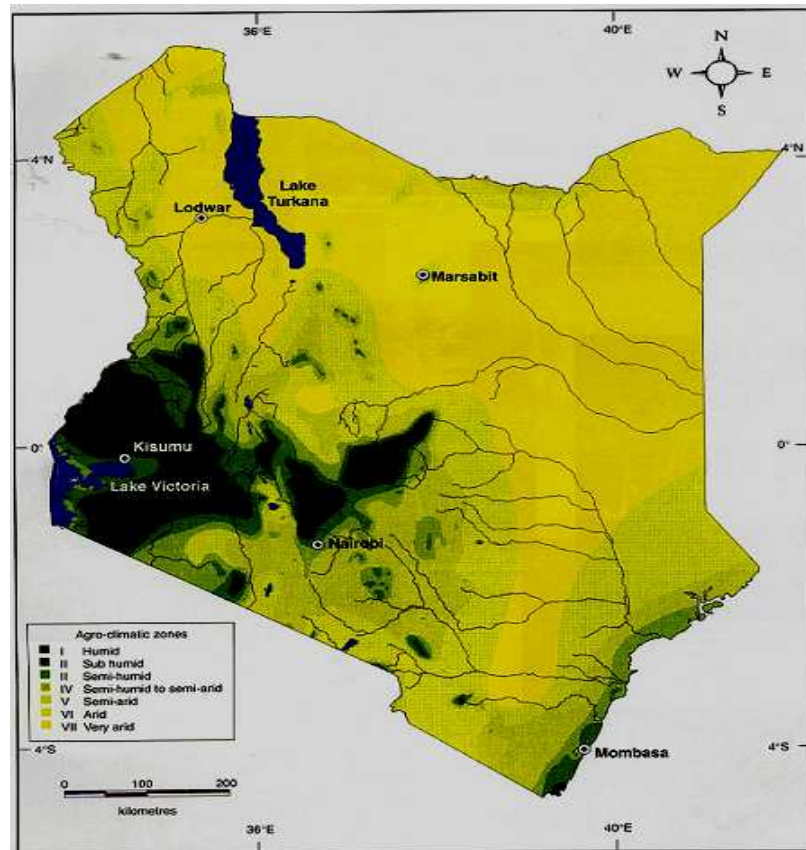 36°E
40°E
N
W E
S
4°N
4°N
Lake
Turkana
Lodwar
Marsabit
0°
0°
Kisumu
Lake Victoria
Nairobi
Agro-climatic zones
I Humid
II Sub humid
II Semi-humid
IV Semi-humid to semi-arid
V Semi-arid
VI Arid
VII Very arid
4°S
4°S
Mombasa
0 100 200
kilometres
36°E
40°E